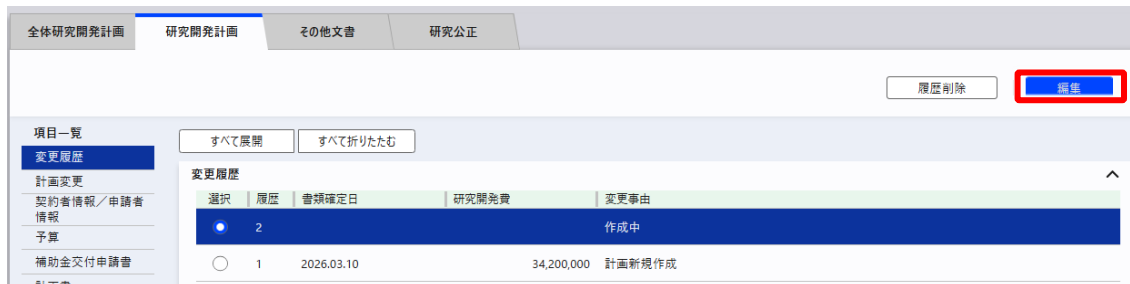 全体研究開発計画 研究開発計画 その他文書 研究公正
履歴削除 編集
項目一覧
変更履歴
計画変更
契約者情報／申請者
情報
予算
補助金交付申請書
すべて展開 すべて折りたたむ
変更履歴
選択 履歴 書類確定日 研究開発費 変更事由
2 作成中
1 2026.03.10 34,200,000 計画新規作成